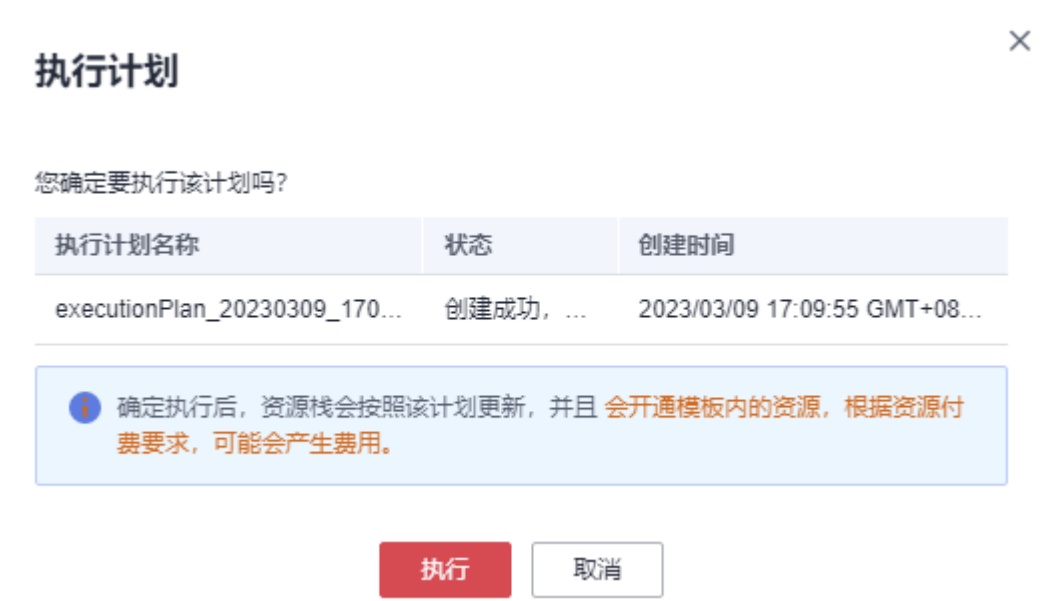 执行计划
您确定要执行该计划吗?
执行计划名称 状态 创建时间
executionPlan_20230309_170... 创建成功，... 2023/03/09 17:09:55 GMT+08...
确定执行后，资源栈会按照该计划更新，并且 会开通模板内的资源，根据资源付
费要求，可能会产生费用。
执行 取消